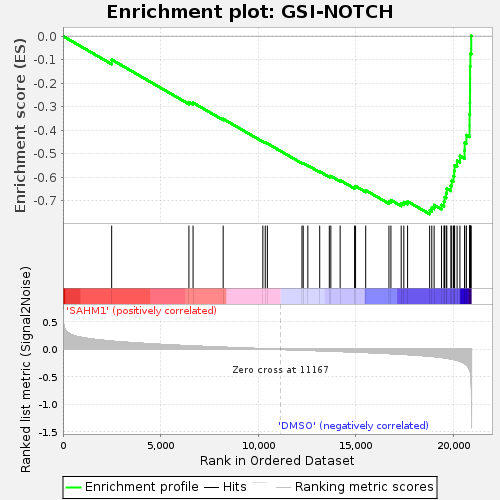 Enrichment plot: GSI-NOTCH
Enrichment score (ES)
0.0
-0.1
-0.2
-0.3
-0.4
-0.5
-0.6
-0.7
'SAHM1' (positively correlated)
Ranked list metric (Signal2Noise)
0.5
0.0
-0.5
-1.0
-1.5
Zero cross at 11167
'DMSO' (negatively correlated)
0 5,000 10,000 15,000 20,000
Rank in Ordered Dataset
Enrichment profile Hits Ranking metric scores